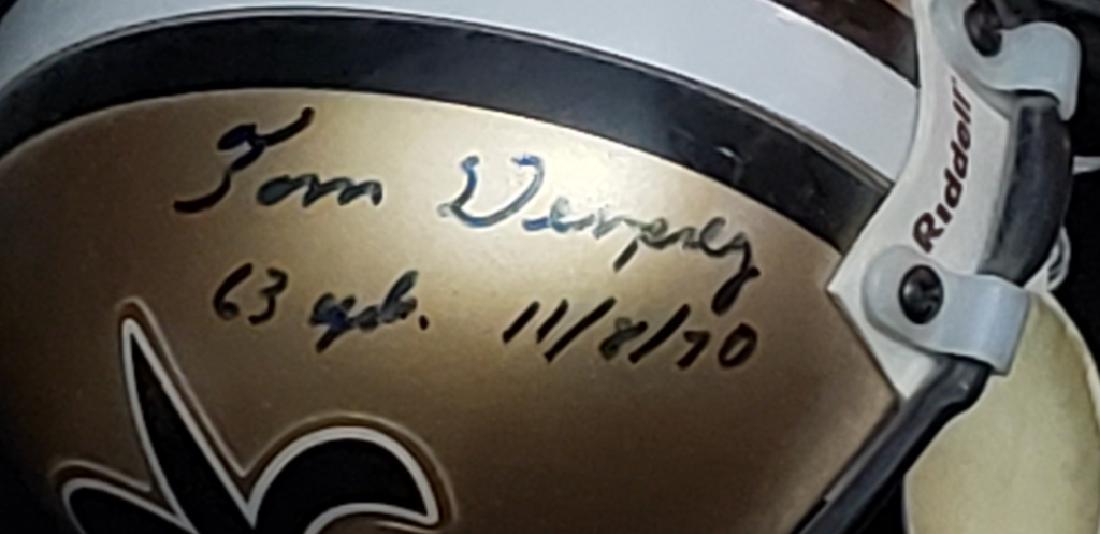 Tom Dempsey
63 yds. 11/8/70
Riddell